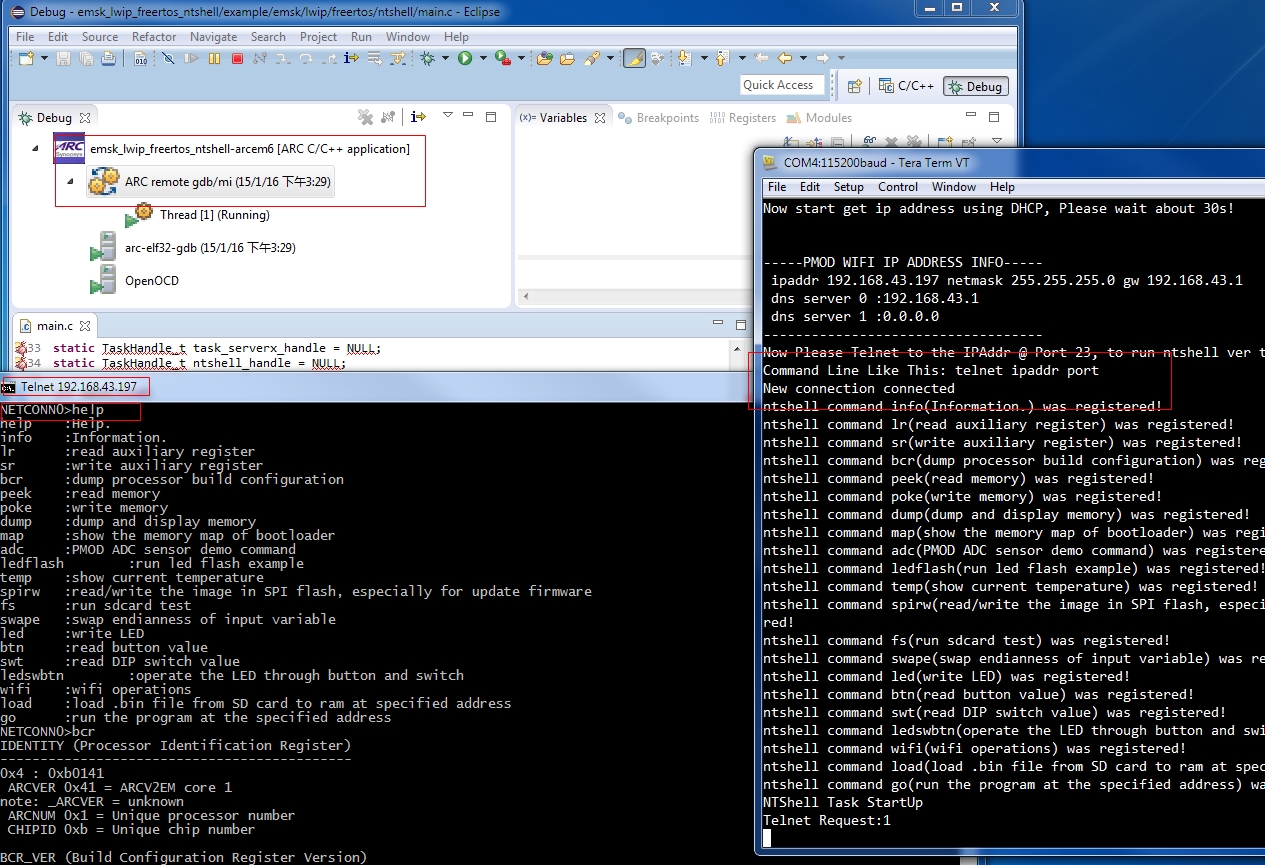 Debug - emsk_lwip_freertos_ntshell/example/emsk/lwip/freertos/ntshell/main.c - Eclipse
File Edit Source Refactor Navigate Search Project Run Window Help
Quick Access
C/C++
Debug
Debug
ARC
Synopsys
emsk_lwip_freertos_ntshell-arcem6 [ARC C/C++ application]
ARC remote gdb/mi (15/1/16 下午3:29)
Thread [1] (Running)
arc-elf32-gdb (15/1/16 下午3:29)
OpenOCD
(x)= Variables
Breakpoints
Registers
Modules
main.c
33 static TaskHandle_t task_serverx_handle = NULL;
34 static TaskHandle_t ntshell_handle = NULL;
Telnet 192.168.43.197
NETCONN0>help
help :Help.
info :Information.
lr :read auxiliary register
sr :write auxiliary register
bcr :dump processor build configuration
peek :read memory
poke :write memory
dump :dump and display memory
map :show the memory map of bootloader
adc :PMOD ADC sensor demo command
ledflash :run led flash example
temp :show current temperature
spirw :read/write the image in SPI flash, especially for update firmware
fs :run sdcard test
swape :swap endianness of input variable
led :write LED
btn :read button value
swt :read DIP switch value
ledswbtn :operate the LED through button and switch
wifi :wifi operations
load :load .bin file from SD card to ram at specified address
go :run the program at the specified address
NETCONN0>bcr
IDENTITY (Processor Identification Register)
--------------------------------------------
0x4 : 0xb0141
ARCVER 0x41 = ARCV2EM core 1
note: _ARCVER = unknown
ARCNUM 0x1 = Unique processor number
CHIPID 0xb = Unique chip number
BCR_VER (Build Configuration Register Version)
COM4:115200baud - Tera Term VT
File Edit Setup Control Window Help
Now start get ip address using DHCP, Please wait about 30s!
-----PMOD WIFI IP ADDRESS INFO-----
ipaddr 192.168.43.197 netmask 255.255.255.0 gw 192.168.43.1
dns server 0 :192.168.43.1
dns server 1 :0.0.0.0
-----------------------------------
Now Please Telnet to the IPAddr @ Port 23, to run ntshell ver t
Command Line Like This: telnet ipaddr port
New connection connected
ntshell command info(Information.) was registered!
ntshell command lr(read auxiliary register) was registered!
ntshell command sr(write auxiliary register) was registered!
ntshell command bcr(dump processor build configuration) was reg
ntshell command peek(read memory) was registered!
ntshell command poke(write memory) was registered!
ntshell command dump(dump and display memory) was registered!
ntshell command map(show the memory map of bootloader) was regi
ntshell command adc(PMOD ADC sensor demo command) was registere
ntshell command ledflash(run led flash example) was registered!
ntshell command temp(show current temperature) was registered!
ntshell command spirw(read/write the image in SPI flash, especi
red!
ntshell command fs(run sdcard test) was registered!
ntshell command swape(swap endianness of input variable) was re
ntshell command led(write LED) was registered!
ntshell command btn(read button value) was registered!
ntshell command swt(read DIP switch value) was registered!
ntshell command ledswbtn(operate the LED through button and swi
ntshell command wifi(wifi operations) was registered!
ntshell command load(load .bin file from SD card to ram at spec
ntshell command go(run the program at the specified address) wa
NTShell Task StartUp
Telnet Request:1